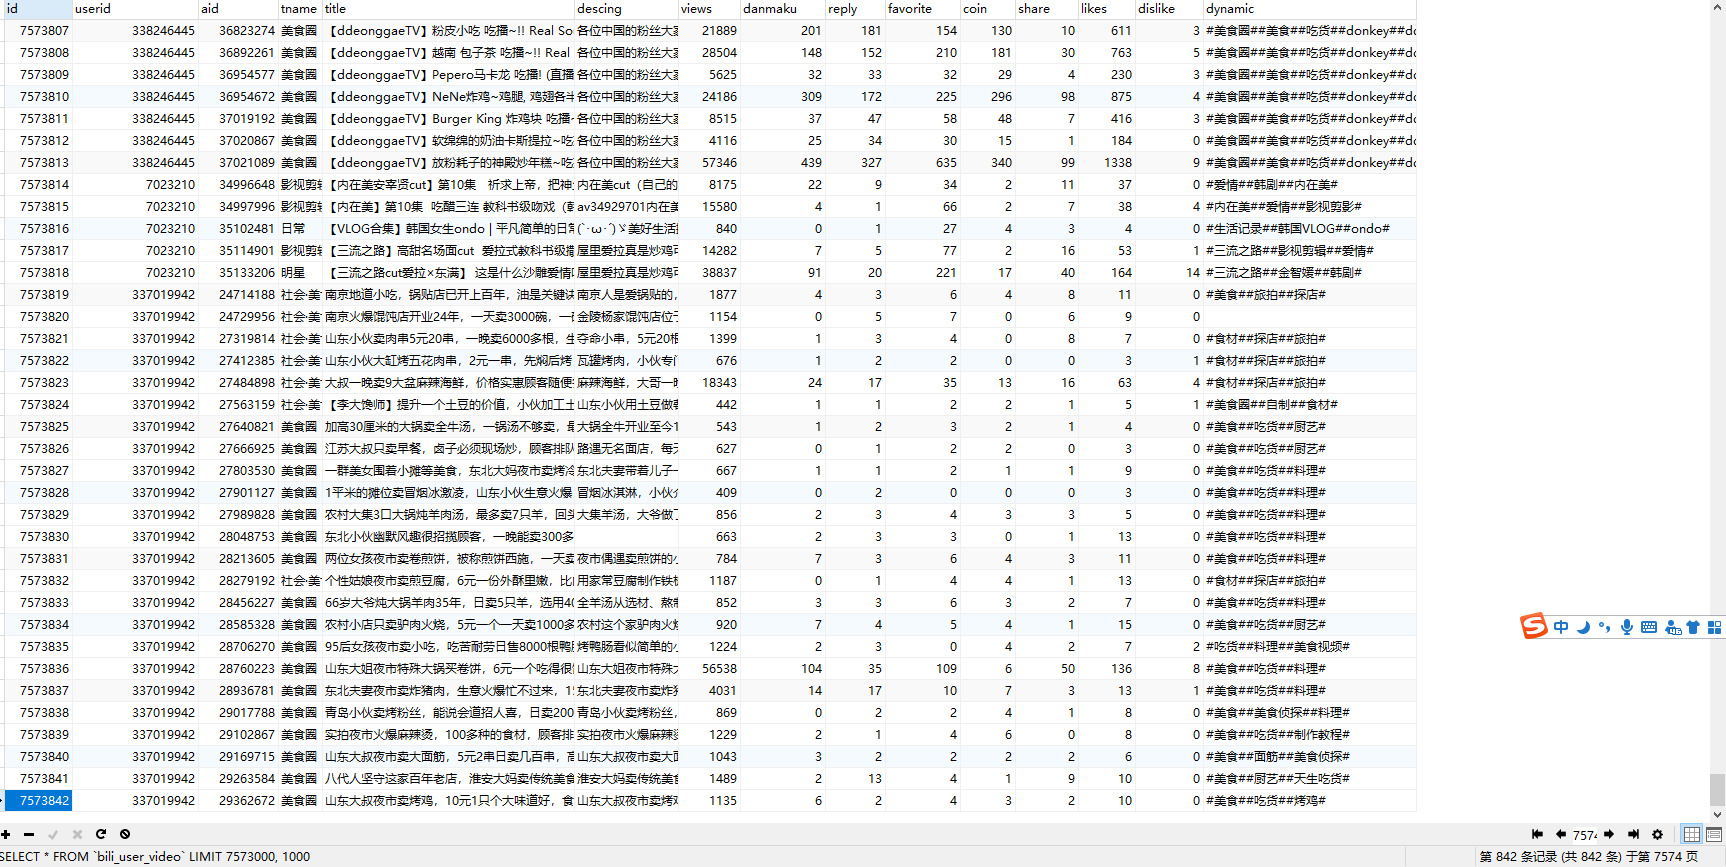 id userid aid tname title descing views danmaku reply favorite coin share likes dislike dynamic
7573807 338246445 36823274 美食圈 【ddeonggaeTV】粉皮小吃 吃播~!! Real So 各位中国的粉丝大家 21889 201 181 154 130 10 611 3 #美食圈##美食##吃货##donkey##do
7573808 338246445 36892261 美食圈 【ddeonggaeTV】越南 包子茶 吃播~!! Real 各位中国的粉丝大家 28504 148 152 210 181 30 763 5 #美食圈##美食##吃货##donkey##do
7573809 338246445 36954577 美食圈 【ddeonggaeTV】Pepero马卡龙 吃播! (直播 各位中国的粉丝大家 5625 32 33 32 29 4 230 3 #美食圈##美食##吃货##donkey##do
7573810 338246445 36954672 美食圈 【ddeonggaeTV】NeNe炸鸡~鸡腿, 鸡翅各半 各位中国的粉丝大家 24186 309 172 225 296 98 875 4 #美食圈##美食##吃货##donkey##do
7573811 338246445 37019192 美食圈 【ddeonggaeTV】Burger King 炸鸡块 吃播~ 各位中国的粉丝大家 8515 37 47 58 48 7 416 3 #美食圈##美食##吃货##donkey##do
7573812 338246445 37020867 美食圈 【ddeonggaeTV】软绵绵的奶油卡斯提拉~吃 各位中国的粉丝大家 4116 25 34 30 15 1 184 0 #美食圈##美食##吃货##donkey##do
7573813 338246445 37021089 美食圈 【ddeonggaeTV】放粉耗子的神殿炒年糕~吃 各位中国的粉丝大家 57346 439 327 635 340 99 1338 9 #美食圈##美食##吃货##donkey##do
7573814 7023210 34996648 影视剪辑 【内在美安宰贤cut】第10集 祈求上帝，把神 内在美cut（自己的 8175 22 9 34 2 11 37 0 #爱情##韩剧##内在美#
7573815 7023210 34997996 影视剪辑 【内在美】第10集 吃醋三连 教科书级吻戏（韩 av34929701内在美 15580 4 1 66 2 7 38 4 #内在美##爱情##影视剪影#
7573816 7023210 35102481 日常 【VLOG合集】韩国女生ondo | 平凡简单的日常 (`･ω･´)ゞ美好生活 840 0 1 27 4 3 4 0 #生活记录##韩国VLOG##ondo#
7573817 7023210 35114901 影视剪辑 【三流之路】高甜名场面cut 爱拉式教科书级撒 屋里爱拉真是炒鸡可 14282 7 5 77 2 16 53 1 #三流之路##影视剪辑##爱情#
7573818 7023210 35133206 明星 【三流之路cut爱拉×东满】 这是什么沙雕爱情 屋里爱拉真是炒鸡可 38837 91 20 221 17 40 164 14 #三流之路##金智媛##韩剧#
7573819 337019942 24714188 社会·美 南京地道小吃，锅贴店已开上百年，油是关键诀 南京人是爱锅贴的， 1877 4 3 6 4 8 11 0 #美食##旅拍##探店#
7573820 337019942 24729956 社会·美 南京火爆馄饨店开业24年，一天卖3000碗，一 金陵杨家馄饨店位于 1154 0 5 7 0 6 9 0
7573821 337019942 27319814 社会·美 山东小伙卖肉串5元20串，一晚卖6000多根，生 夺命小串，5元20根 1399 1 3 4 0 8 7 0 #食材##探店##旅拍#
7573822 337019942 27412385 社会·美 山东小伙大缸烤五花肉串，2元一串，先焖后烤 瓦罐烤肉，小伙专门 676 1 2 2 0 0 3 1 #食材##探店##旅拍#
7573823 337019942 27484898 社会·美 大叔一晚卖9大盆麻辣海鲜，价格实惠顾客随便 麻辣海鲜，大哥一晚 18343 24 17 35 13 16 63 4 #食材##探店##旅拍#
7573824 337019942 27563159 社会·美 【李大馋师】提升一个土豆的价值，小伙加工土 山东小伙用土豆做韩 442 1 1 2 2 1 5 1 #美食圈##自制##食材#
7573825 337019942 27640821 美食圈 加高30厘米的大锅卖全牛汤，一锅汤不够卖，最 大锅全牛开业至今1 543 1 2 3 2 1 4 0 #美食##吃货##厨艺#
7573826 337019942 27666925 美食圈 江苏大叔只卖早餐，卤子必须现场炒，顾客排队 路遇无名面店，每天 627 0 1 2 2 0 3 0 #美食##吃货##厨艺#
7573827 337019942 27803530 美食圈 一群美女围着小摊等美食，东北大妈夜市卖烤冷 东北夫妻带着儿子一 667 1 1 2 1 1 9 0 #美食##吃货##料理#
7573828 337019942 27901127 美食圈 1平米的摊位卖冒烟冰激凌，山东小伙生意火爆 冒烟冰淇淋，小伙介 409 0 2 0 0 0 3 0 #美食##吃货##料理#
7573829 337019942 27989828 美食圈 农村大集3口大锅炖羊肉汤，最多卖7只羊，回头 大集羊汤，大爷做了 856 2 3 4 3 3 5 0 #美食##吃货##料理#
7573830 337019942 28048753 美食圈 东北小伙幽默风趣很招揽顾客，一晚能卖300多 663 2 3 3 0 1 13 0 #美食##吃货##料理#
7573831 337019942 28213605 美食圈 两位女孩夜市卖卷煎饼，被称煎饼西施，一天卖 夜市偶遇卖煎饼的小 784 7 3 6 4 3 11 0 #美食##吃货##料理#
7573832 337019942 28279192 社会·美 个性姑娘夜市卖煎豆腐，6元一份外酥里嫩，比 用家常豆腐制作铁板 1187 0 1 4 4 1 13 0 #食材##探店##旅拍#
7573833 337019942 28456227 美食圈 66岁大爷炖大锅羊肉35年，日卖5只羊，选用40 全羊汤从选材、熬制 852 3 3 6 3 2 7 0 #美食##吃货##料理#
7573834 337019942 28585328 美食圈 农村小店只卖驴肉火烧，5元一个一天卖1000多 农村这个家驴肉火烧 920 7 4 5 4 1 15 0 #美食##吃货##厨艺#
7573835 337019942 28706270 美食圈 95后女孩夜市卖小吃，吃苦耐劳日售8000根鸭肠 烤鸭肠看似简单的小 1224 2 3 0 4 2 7 2 #吃货##料理##美食视频#
7573836 337019942 28760223 美食圈 山东大姐夜市特殊大锅买卷饼，6元一个吃得很 山东大姐夜市特殊大 56538 104 35 109 6 50 136 8 #美食##吃货##料理#
7573837 337019942 28936781 美食圈 东北夫妻夜市卖炸猪肉，生意火爆忙不过来，15 东北夫妻夜市卖炸猪 4031 14 17 10 7 3 13 1 #美食##吃货##料理#
7573838 337019942 29017788 美食圈 青岛小伙卖烤粉丝，能说会道招人喜，日卖200 青岛小伙卖烤粉丝， 869 0 2 2 4 1 8 0 #美食##美食侦探##料理#
7573839 337019942 29102867 美食圈 实拍夜市火爆麻辣烫，100多种的食材，顾客排 实拍夜市火爆麻辣烫 1229 2 1 4 6 0 8 0 #美食##吃货##制作教程#
7573840 337019942 29169715 美食圈 山东大叔夜市卖大面筋，5元2串日卖几百串，高 山东大叔夜市卖大面 1043 3 2 2 2 2 6 0 #美食##面筋##美食侦探#
7573841 337019942 29263584 美食圈 八代人坚守这家百年老店，淮安大妈卖传统美食 淮安大妈卖传统美食 1489 2 13 4 1 9 10 0 #美食##厨艺##天生吃货#
7573842 337019942 29362672 美食圈 山东大叔夜市卖烤鸡，10元1只个大味道好，食 山东大叔夜市卖烤鸡 1135 6 2 4 3 2 10 0 #美食##吃货##烤鸡#
中
7574
SELECT * FROM `bili_user_video` LIMIT 7573000, 1000 第 842 条记录 (共 842 条) 于第 7574 页